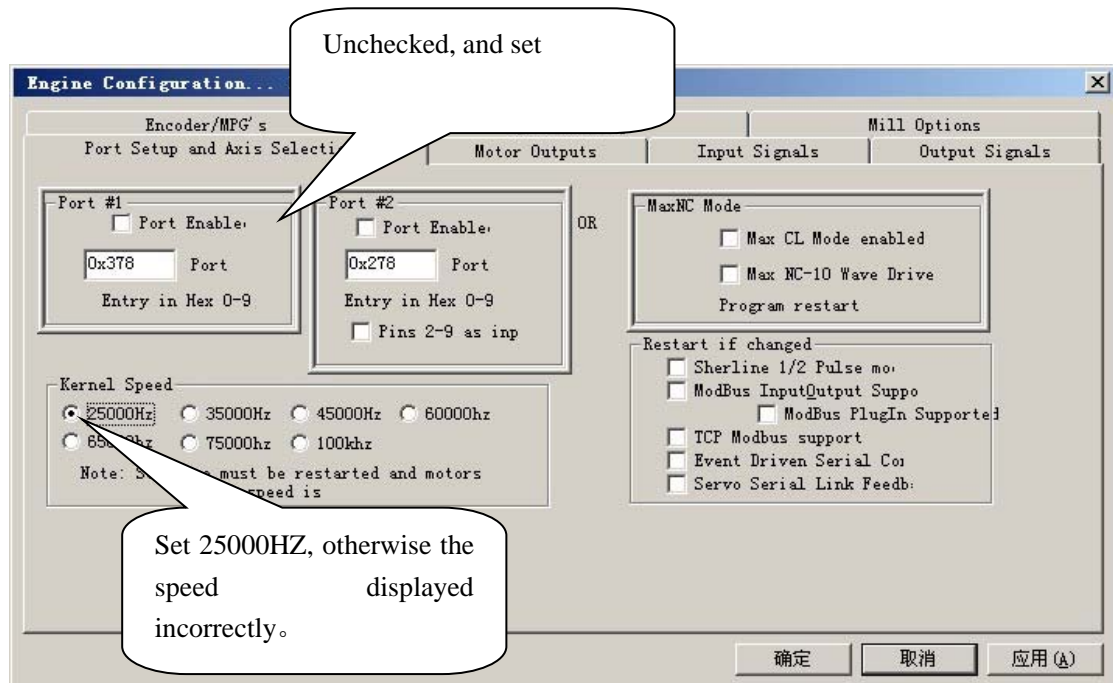 Unchecked, and set
Engine Configuration...
Encoder/MPG's
Mill Options
Port Setup and Axis Selecti
Motor Outputs
Input Signals
Output Signals
Port #1
Port Enable
0x378 Port
Entry in Hex 0-9
Port #2
Port Enable
0x278 Port
Entry in Hex 0-9
Pins 2-9 as inp
OR
MaxNC Mode
Max CL Mode enabled
Max NC-10 Wave Drive
Program restart
Restart if changed
Sherline 1/2 Pulse mo
ModBus InputOutput Suppo
ModBus PlugIn Supported
TCP Modbus support
Event Driven Serial Co
Servo Serial Link Feedb
Kernel Speed
25000Hz 35000Hz 45000Hz 60000hz
75000hz 100khz
Note: must be restarted and motors
speed is
Set 25000HZ, otherwise the
speed displayed
incorrectly。
确定 取消 应用(A)